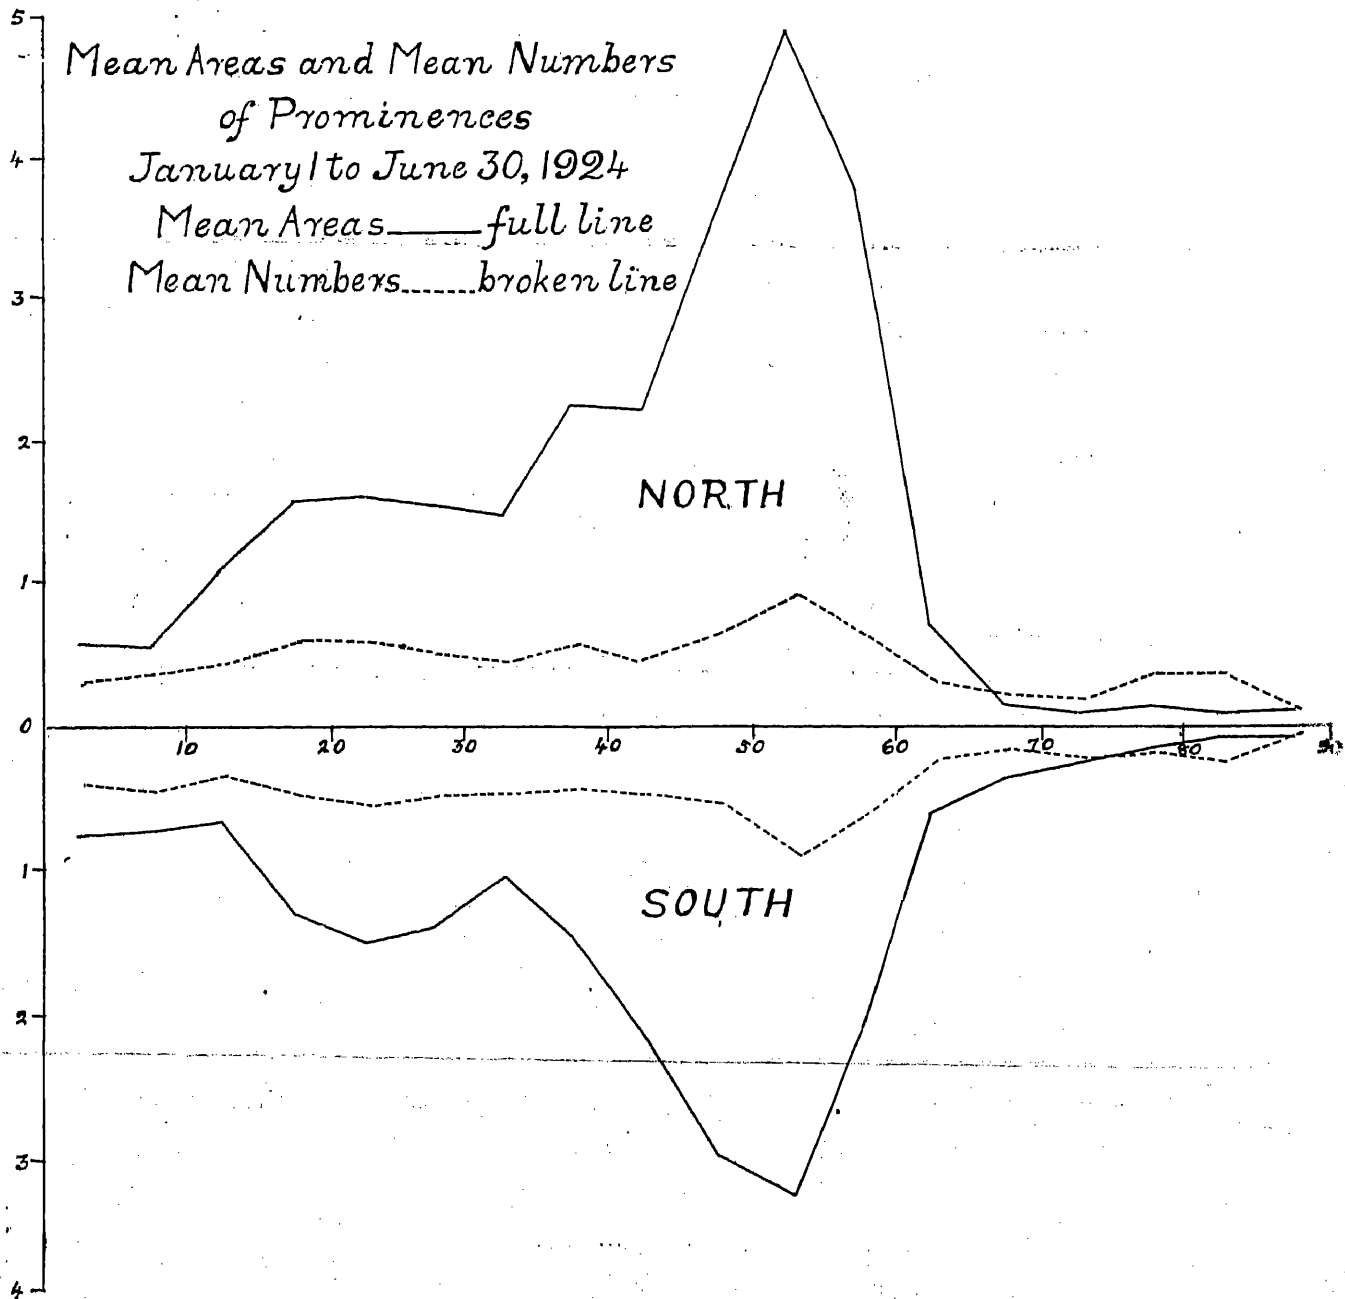 5
Mean Areas and Mean Numbers
of Prominences
January 1 to June 30, 1924
Mean Areas——full line
Mean Numbers......broken line
4
3
2
NORTH
1
0
10 20 30 40 50 60 70 80 90
1
SOUTH
2
3
4